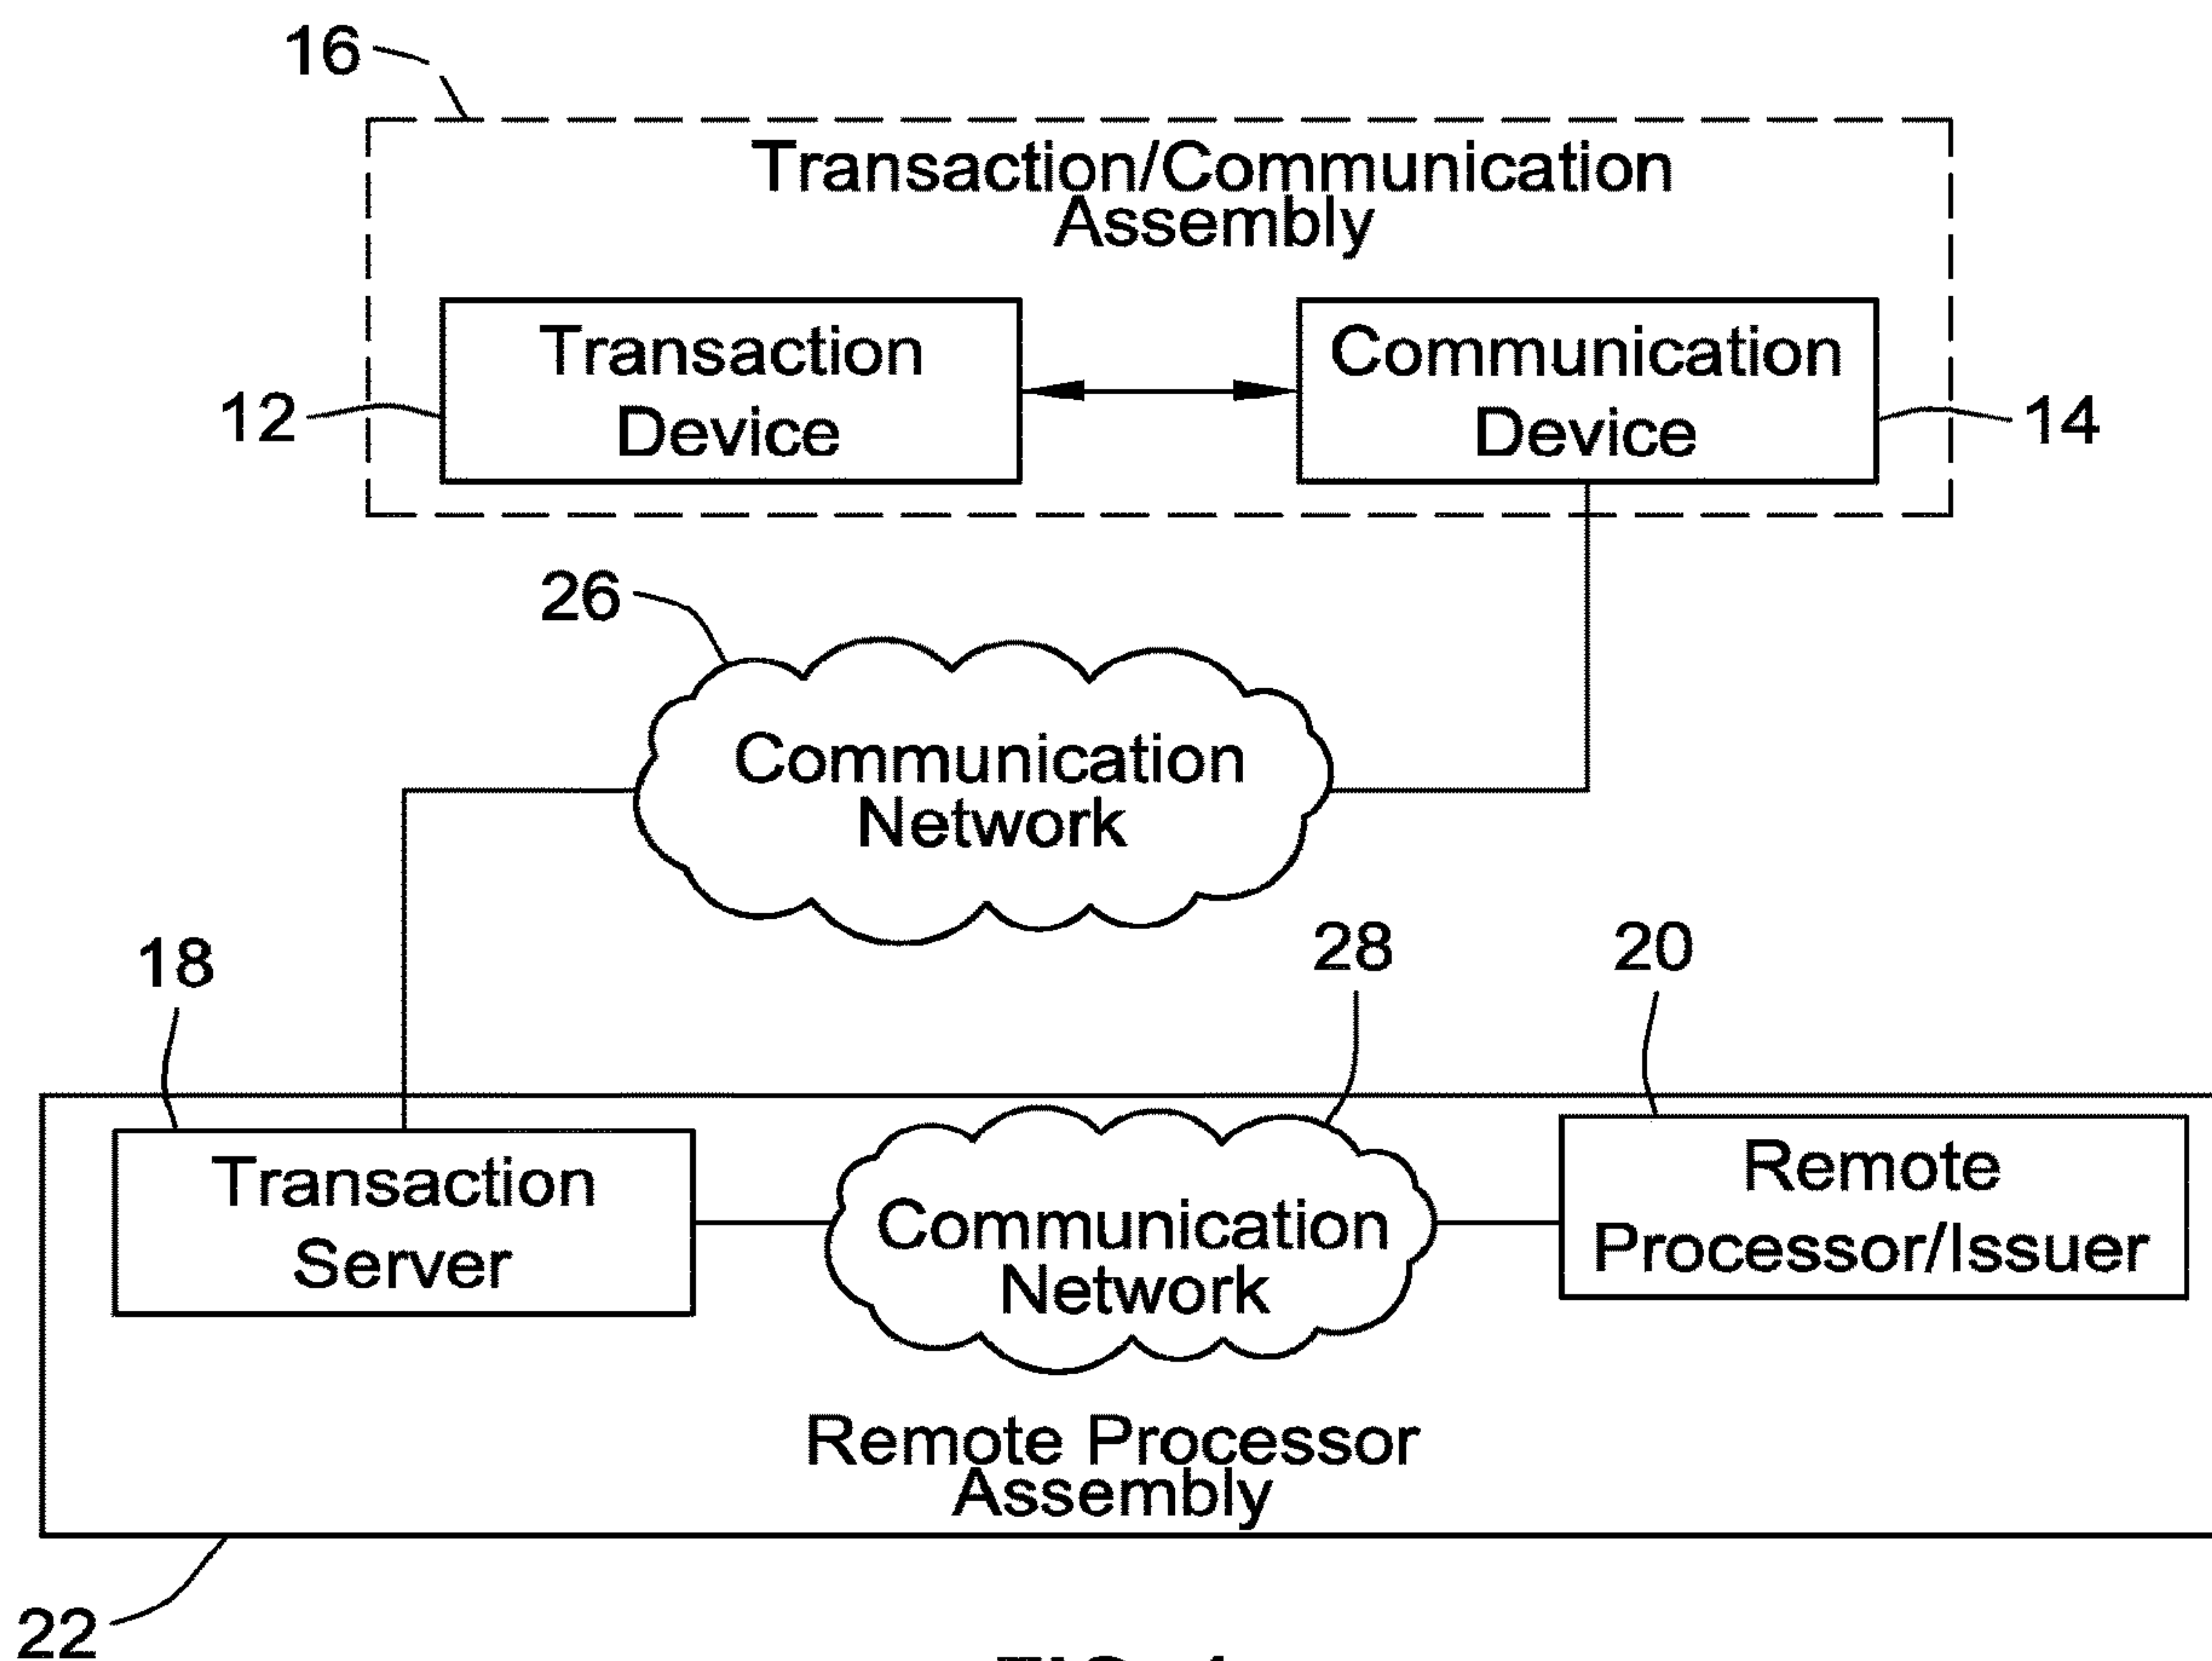 16
Transaction/Communication
Assembly
Transaction
Device
Communication
Device
12
14
26
Communication
Network
18
28
20
Transaction
Server
Communication
Network
Remote
Processor/Issuer
Remote Processor
Assembly
22